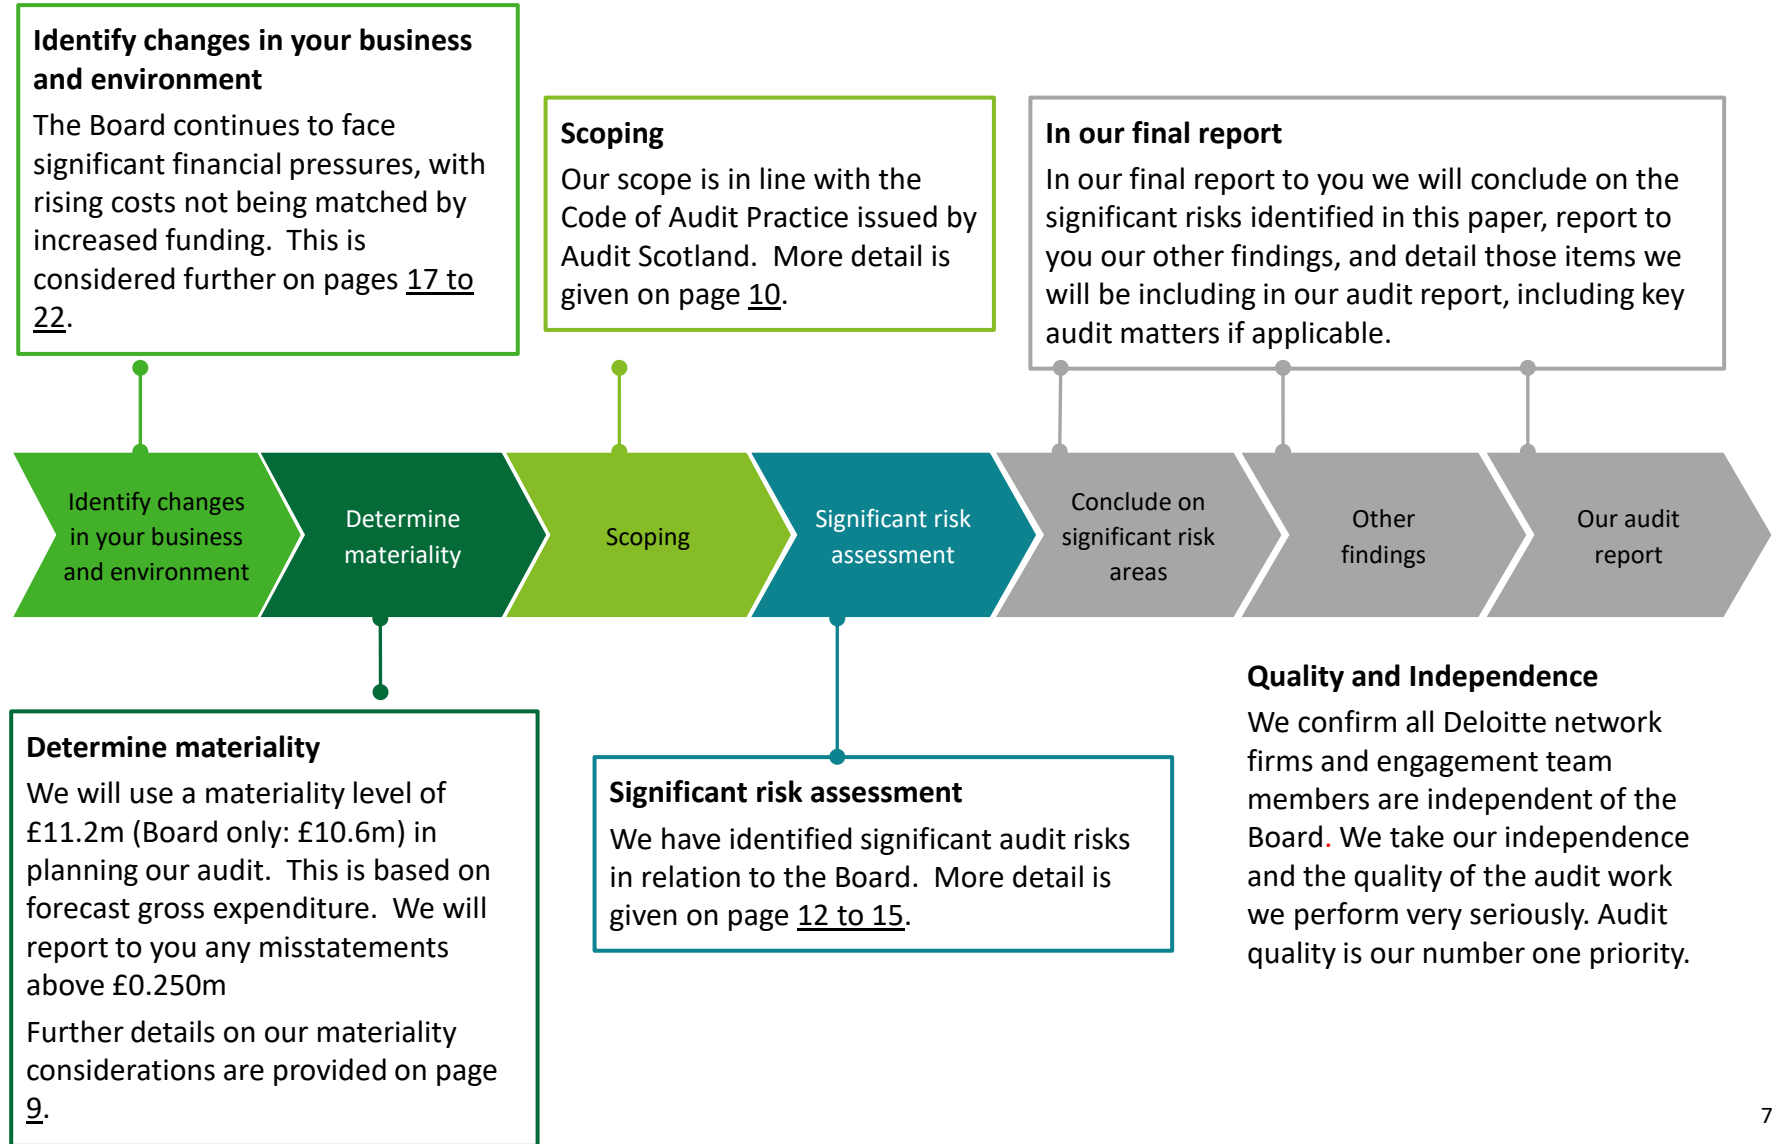 Identify changes in your business
and environment
The Board continues to face
significant financial pressures, with
rising costs not being matched by
increased funding.  This is
considered further on pages 17 to
22.
Scoping
Our scope is in line with the
Code of Audit Practice issued by
Audit Scotland.  More detail is
given on page 10.
In our final report
In our final report to you we will conclude on the
significant risks identified in this paper, report to
you our other findings, and detail those items we
will be including in our audit report, including key
audit matters if applicable.
Identify changes
in your business
and environment
Determine
materiality
Scoping
Significant risk
assessment
Conclude on
significant risk
areas
Other
findings
Our audit
report
Determine materiality
We will use a materiality level of
£11.2m (Board only: £10.6m) in
planning our audit.  This is based on
forecast gross expenditure.  We will
report to you any misstatements
above £0.250m
Further details on our materiality
considerations are provided on page
9.
Significant risk assessment
We have identified significant audit risks
in relation to the Board.  More detail is
given on page 12 to 15.
Quality and Independence
We confirm all Deloitte network
firms and engagement team
members are independent of the
Board. We take our independence
and the quality of the audit work
we perform very seriously. Audit
quality is our number one priority.
7